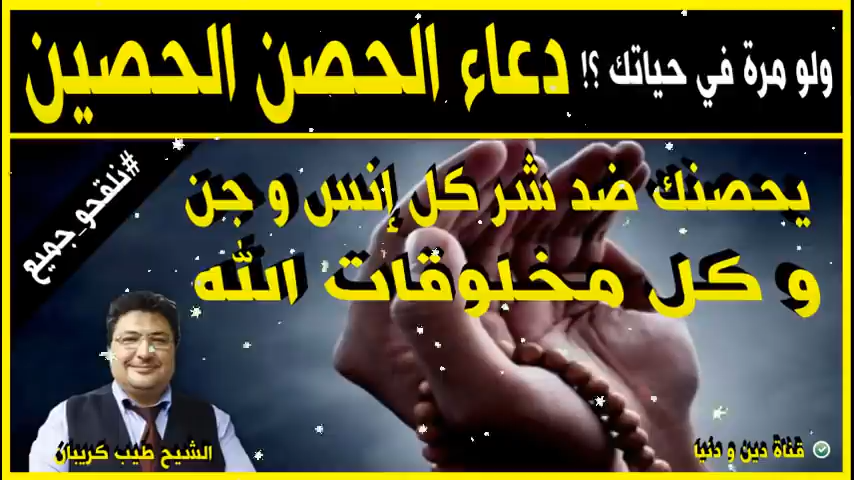 ولو مرة في حياتك ؟! دعاء الحصن الحصين
#نلقحو_جميع
يحصنك ضد شر كل إنس و جن
و كل مخلوقات الله
الشيخ طيب كريبان
قناة دين و دنيا